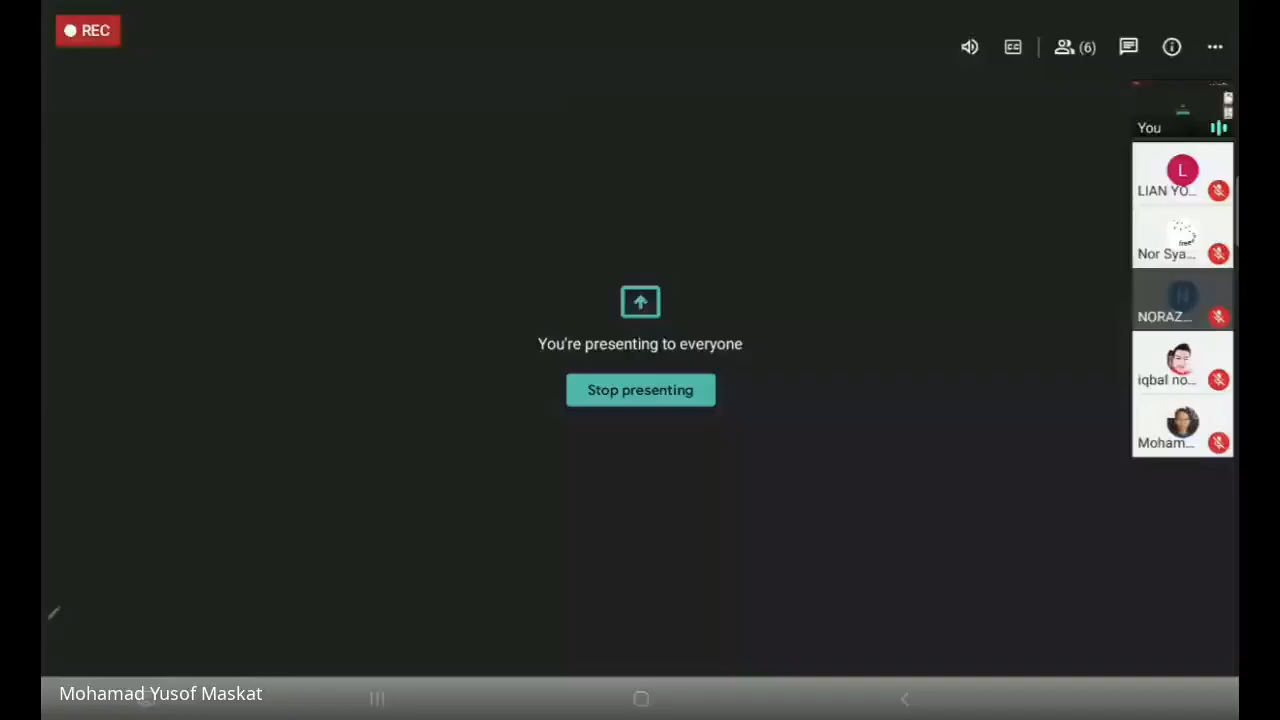 REC
(6)
You
L
LIAN YO...
free
Nor Sya...
N
NORAZ...
iqbal no...
Moham...
You're presenting to everyone
Stop presenting
Mohamad Yusof Maskat